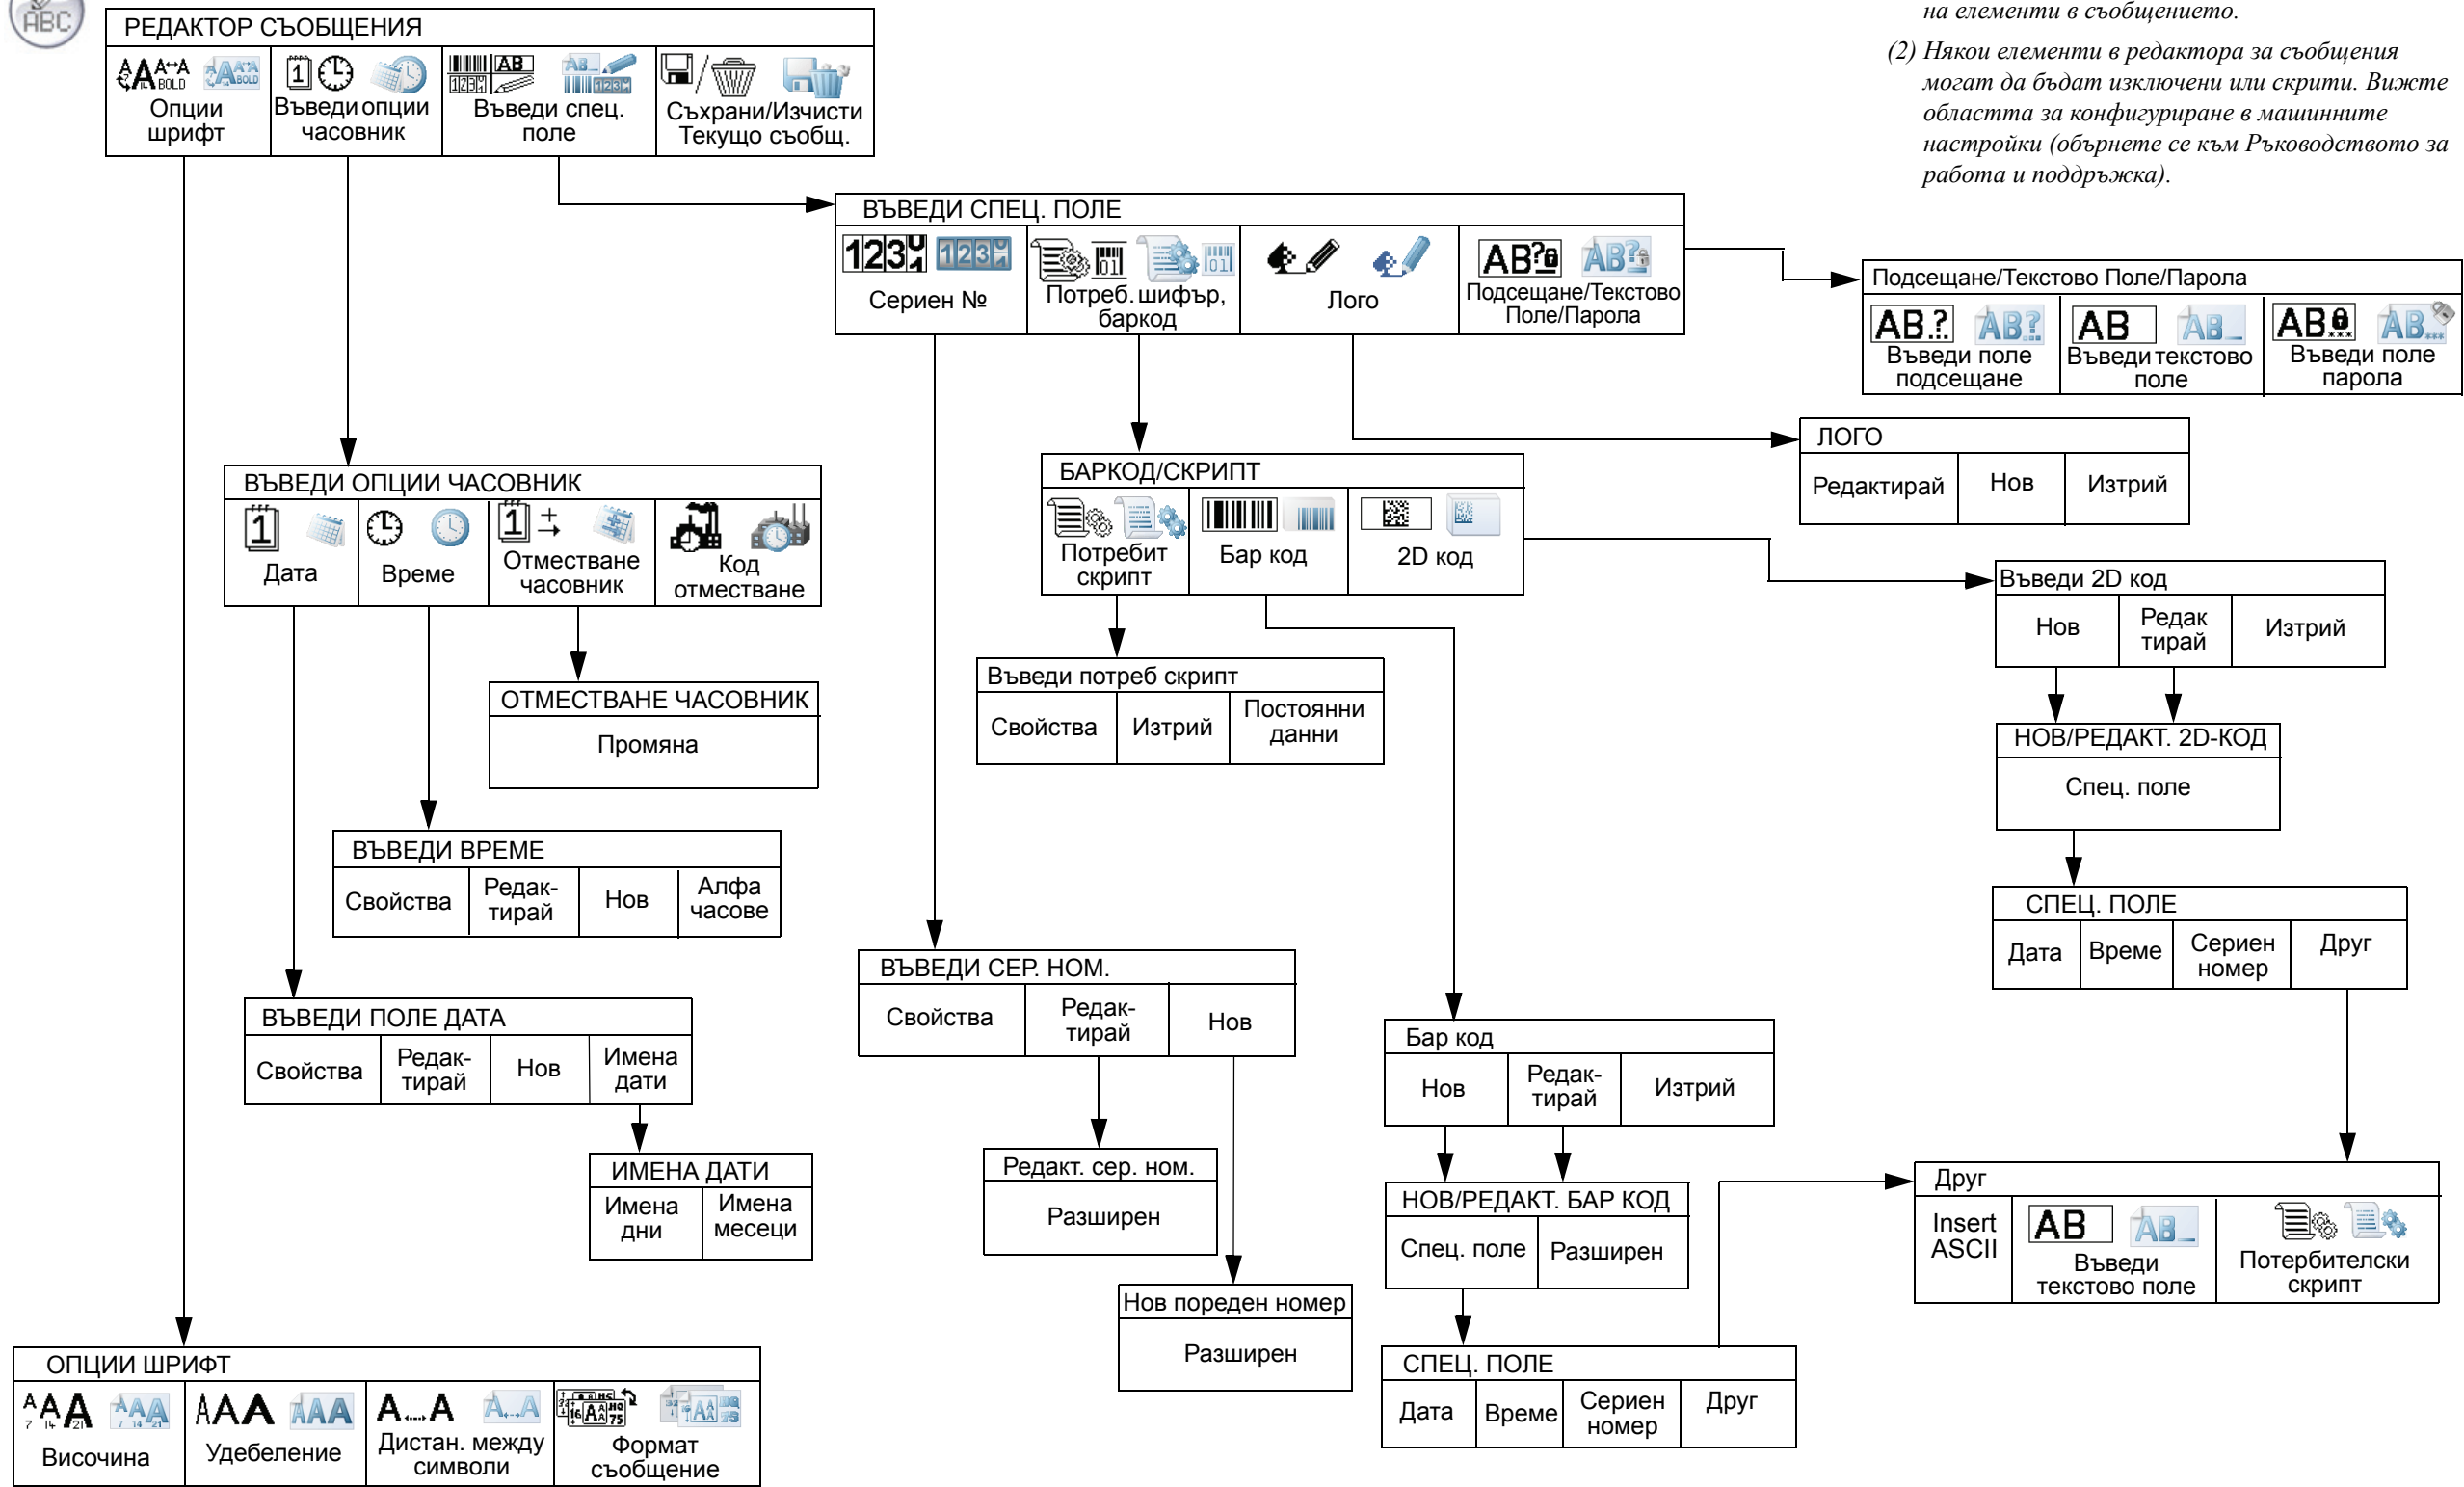 ABC
РЕДАКТОР СЪОБЩЕНИЯ
Опции
шрифт
Въведи опции
часовник
Въведи спец.
поле
Съхрани/Изчисти
Текущо съобщ.
на елементи в съобщението.
(2) Някои елементи в редактора за съобщения
могат да бъдат изключени или скрити. Вижте
областта за конфигуриране в машинните
настройки (обърнете се към Ръководството за
работа и поддръжка).
ВЪВЕДИ СПЕЦ. ПОЛЕ
Сериен №
Потреб. шифър,
баркод
Лого
Подсещане/Текстово
Поле/Парола
Подсещане/Текстово Поле/Парола
Въведи поле
подсещане
Въведи текстово
поле
Въведи поле
парола
ЛОГО
Редактирай
Нов
Изтрий
ВЪВЕДИ ОПЦИИ ЧАСОВНИК
Дата
Време
Отместване
часовник
Код
отместване
БАРКОД/СКРИПТ
Потребит
скрипт
Бар код
2D код
Въведи 2D код
Нов
Редак
тирай
Изтрий
ОТМЕСТВАНЕ ЧАСОВНИК
Промяна
Въведи потреб скрипт
Свойства
Изтрий
Постоянни
данни
НОВ/РЕДАКТ. 2D-КОД
Спец. поле
ВЪВЕДИ ВРЕМЕ
Свойства
Редак-
тирай
Нов
Алфа
часове
СПЕЦ. ПОЛЕ
Дата
Време
Сериен
номер
Друг
ВЪВЕДИ СЕР. НОМ.
Свойства
Редак-
тирай
Нов
ВЪВЕДИ ПОЛЕ ДАТА
Свойства
Редак-
тирай
Нов
Имена
дати
Бар код
Нов
Редак-
тирай
Изтрий
ИМЕНА ДАТИ
Имена
дни
Имена
месеци
Редакт. сер. ном.
Разширен
НОВ/РЕДАКТ. БАР КОД
Спец. поле
Разширен
Друг
Insert
ASCII
Въведи
текстово поле
Потербителски
скрипт
Нов пореден номер
Разширен
ОПЦИИ ШРИФТ
Височина
Удебеление
Дистан. между
символи
Формат
съобщение
СПЕЦ. ПОЛЕ
Дата
Време
Сериен
номер
Друг